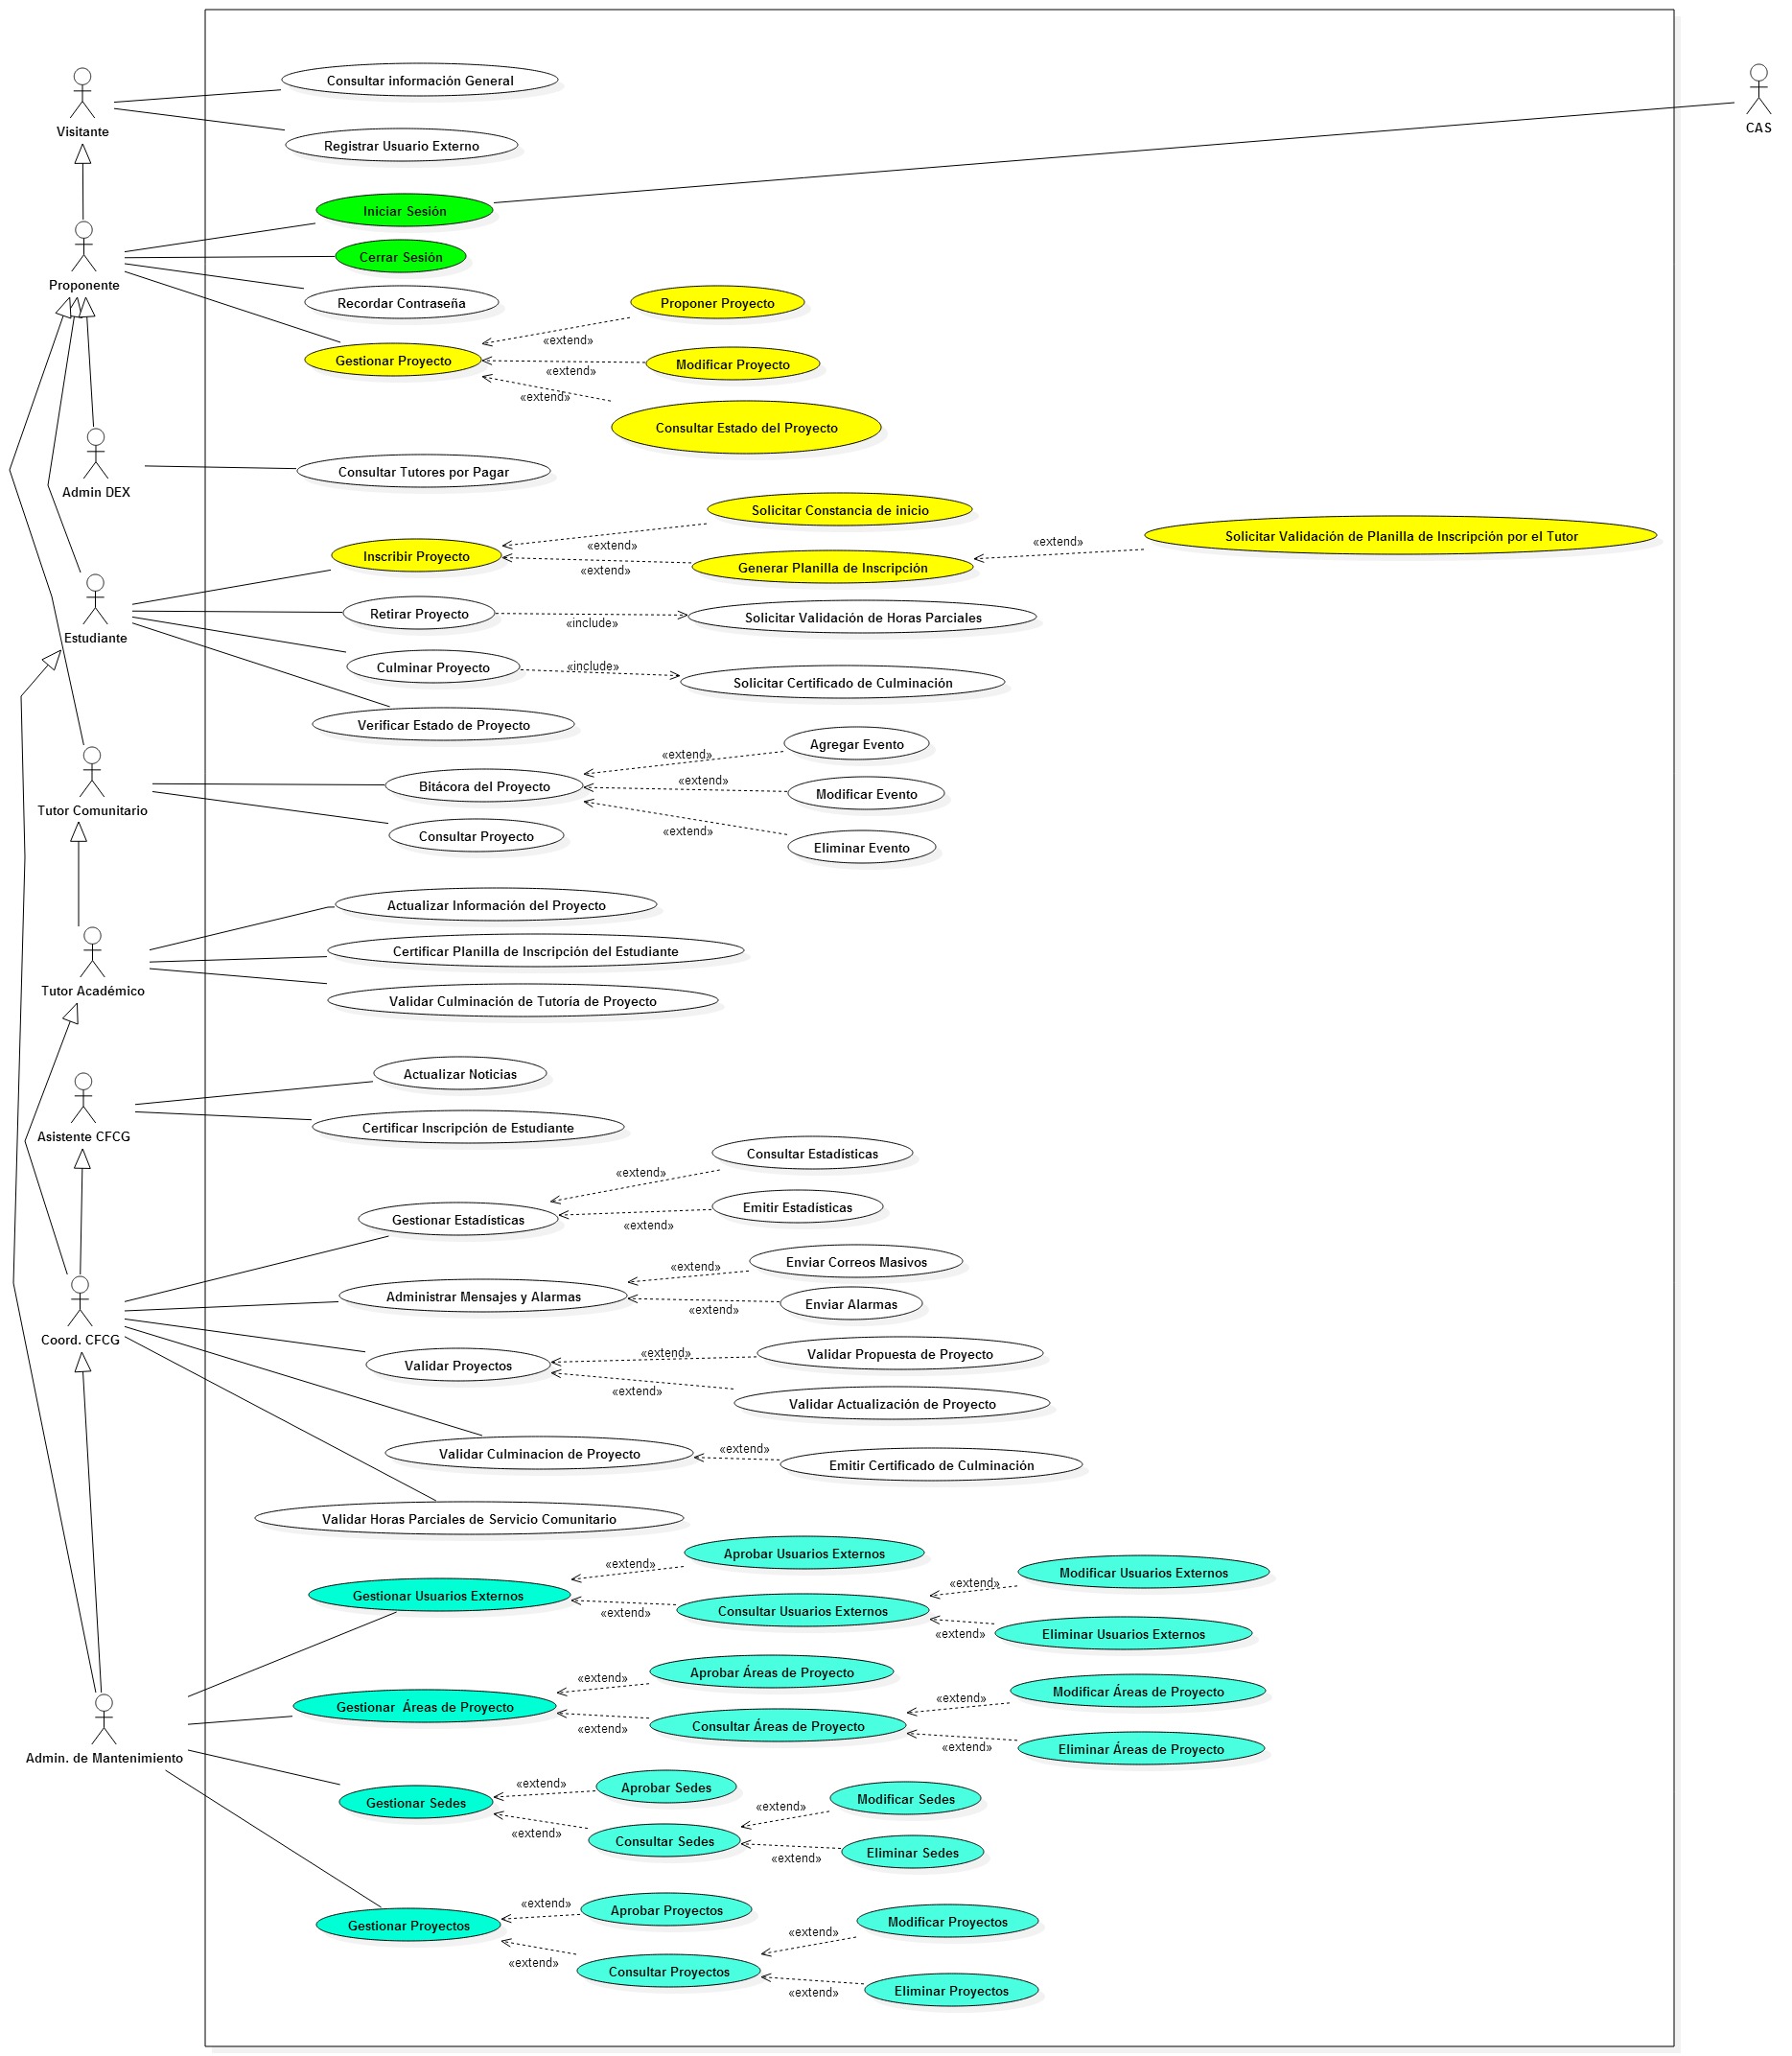 Visitante
Consultar información General
Registrar Usuario Externo
CAS
Proponente
Iniciar Sesión
Cerrar Sesión
Recordar Contraseña
Gestionar Proyecto
«extend»
Proponer Proyecto
«extend»
Modificar Proyecto
«extend»
Consultar Estado del Proyecto
Admin DEX
Consultar Tutores por Pagar
Estudiante
Inscribir Proyecto
«extend»
Solicitar Constancia de inicio
«extend»
Generar Planilla de Inscripción
«extend»
Solicitar Validación de Planilla de Inscripción por el Tutor
Retirar Proyecto
«include»
Solicitar Validación de Horas Parciales
Culminar Proyecto
«include»
Solicitar Certificado de Culminación
Verificar Estado de Proyecto
Tutor Comunitario
Bitácora del Proyecto
«extend»
Agregar Evento
«extend»
Modificar Evento
«extend»
Eliminar Evento
Consultar Proyecto
Tutor Académico
Actualizar Información del Proyecto
Certificar Planilla de Inscripción del Estudiante
Validar Culminación de Tutoría de Proyecto
Asistente CFCG
Actualizar Noticias
Certificar Inscripción de Estudiante
Coord. CFCG
Gestionar Estadísticas
«extend»
Consultar Estadísticas
«extend»
Emitir Estadísticas
Administrar Mensajes y Alarmas
«extend»
Enviar Correos Masivos
«extend»
Enviar Alarmas
Validar Proyectos
«extend»
Validar Propuesta de Proyecto
«extend»
Validar Actualización de Proyecto
Validar Culminacion de Proyecto
«extend»
Emitir Certificado de Culminación
Validar Horas Parciales de Servicio Comunitario
Admin. de Mantenimiento
Gestionar Usuarios Externos
«extend»
Aprobar Usuarios Externos
«extend»
Consultar Usuarios Externos
«extend»
Modificar Usuarios Externos
«extend»
Eliminar Usuarios Externos
Gestionar  Áreas de Proyecto
«extend»
Aprobar Áreas de Proyecto
«extend»
Consultar Áreas de Proyecto
«extend»
Modificar Áreas de Proyecto
«extend»
Eliminar Áreas de Proyecto
Gestionar Sedes
«extend»
Aprobar Sedes
«extend»
Consultar Sedes
«extend»
Modificar Sedes
«extend»
Eliminar Sedes
Gestionar Proyectos
«extend»
Aprobar Proyectos
«extend»
Consultar Proyectos
«extend»
Modificar Proyectos
«extend»
Eliminar Proyectos